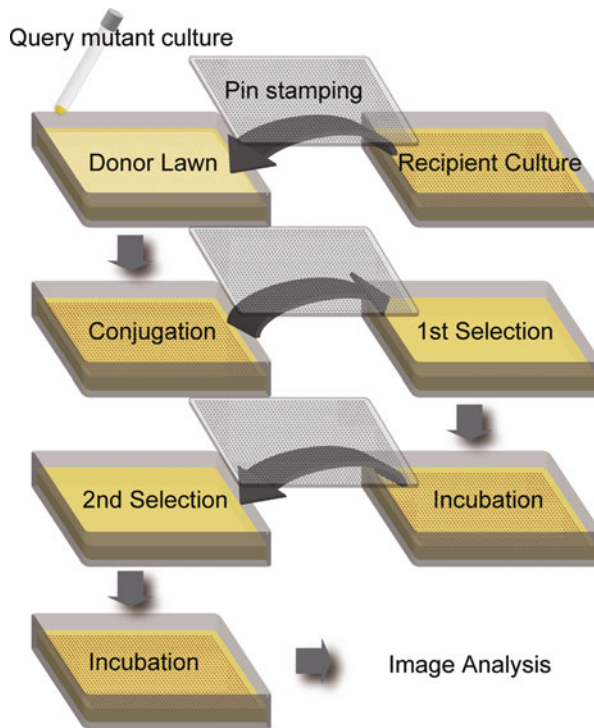 Query mutant culture
Pin stamping
Donor Lawn
Recipient Culture
Conjugation
1st Selection
2nd Selection
Incubation
Incubation
Image Analysis